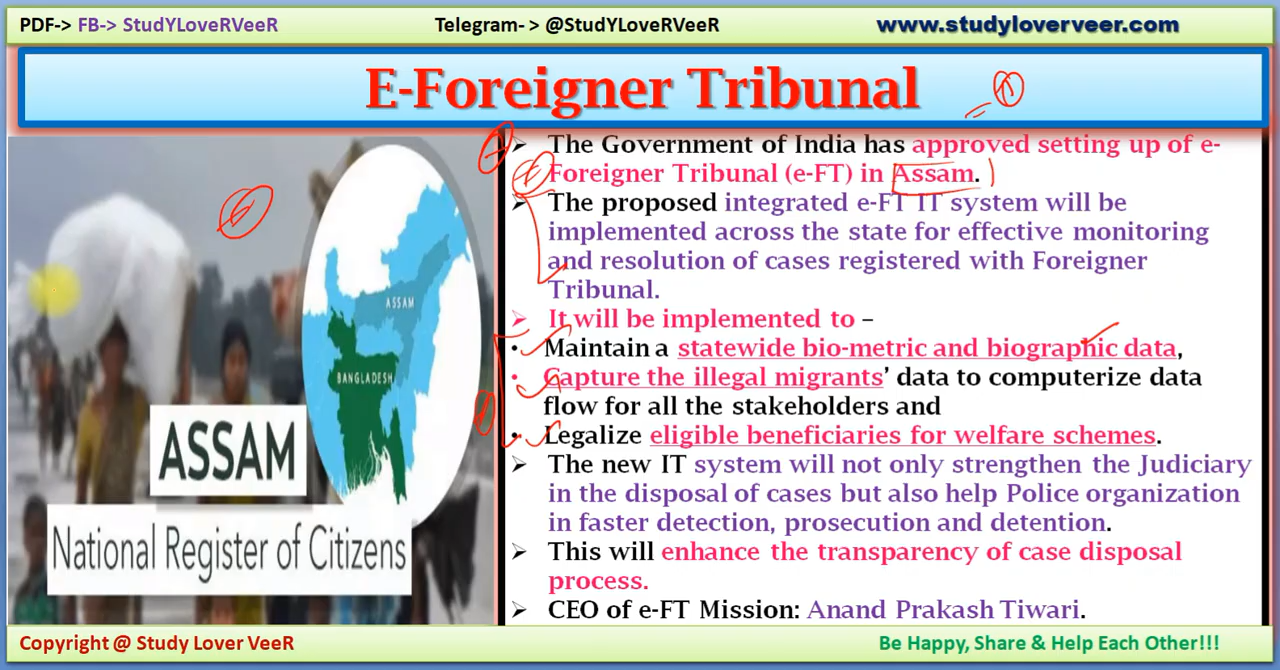 PDF-> FB-> StudYLoveRVeeR
Telegram- > @StudYLoveRVeeR
www.studyloverveer.com
E-Foreigner Tribunal
➢ The Government of India has approved setting up of e-
Foreigner Tribunal (e-FT) in Assam.
➢ The proposed integrated e-FT IT system will be
implemented across the state for effective monitoring
and resolution of cases registered with Foreigner
Tribunal.
➢ It will be implemented to –
• Maintain a statewide bio-metric and biographic data,
• Capture the illegal migrants’ data to computerize data
flow for all the stakeholders and
• Legalize eligible beneficiaries for welfare schemes.
➢ The new IT system will not only strengthen the Judiciary
in the disposal of cases but also help Police organization
in faster detection, prosecution and detention.
➢ This will enhance the transparency of case disposal
process.
➢ CEO of e-FT Mission: Anand Prakash Tiwari.
ASSAM
BANGLADESH
ASSAM
National Register of Citizens
Copyright @ Study Lover VeeR
Be Happy, Share & Help Each Other!!!